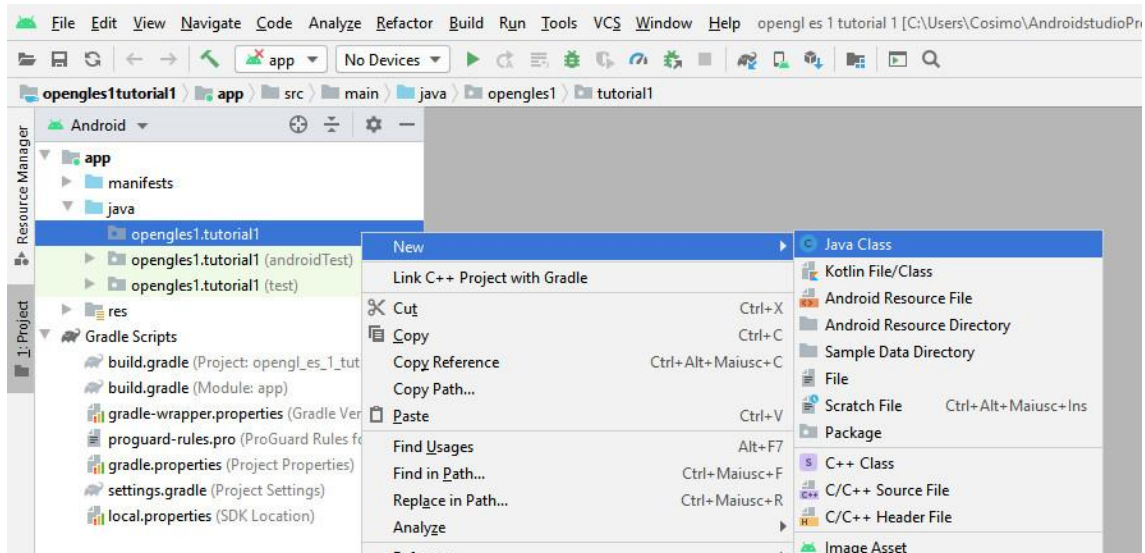 File Edit View Navigate Code Analyze Refactor Build Run Tools VCS Window Help opengl es 1 tutorial 1 [C:\Users\Cosimo\AndroidstudioPro
app No Devices
opengles1tutorial1 app src main java opengles1 tutorial1
Resource Manager
1: Project
Android
app
manifests
java
opengles1.tutorial1
opengles1.tutorial1 (androidTest)
opengles1.tutorial1 (test)
res
Gradle Scripts
build.gradle (Project: opengl_es_1_tut
build.gradle (Module: app)
gradle-wrapper.properties (Gradle Ver
proguard-rules.pro (ProGuard Rules fo
gradle.properties (Project Properties)
settings.gradle (Project Settings)
local.properties (SDK Location)
New
Link C++ Project with Gradle
Cut Ctrl+X
Copy Ctrl+C
Copy Reference Ctrl+Alt+Maiusc+C
Copy Path...
Paste Ctrl+V
Find Usages Alt+F7
Find in Path... Ctrl+Maiusc+F
Replace in Path... Ctrl+Maiusc+R
Analyze
Java Class
Kotlin File/Class
Android Resource File
Android Resource Directory
Sample Data Directory
File
Scratch File Ctrl+Alt+Maiusc+Ins
Package
C++ Class
C/C++ Source File
C/C++ Header File
Image Asset